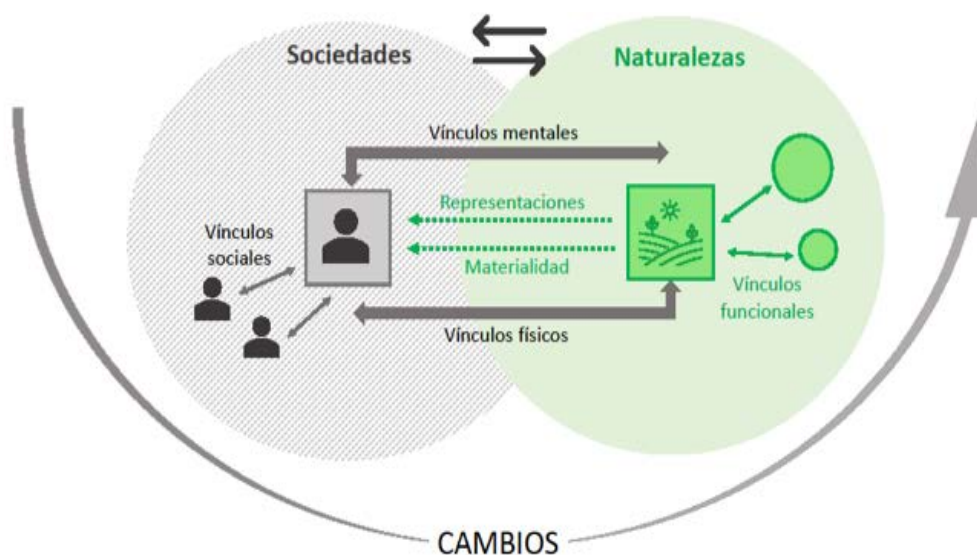 Sociedades
Naturalezas
Vínculos mentales
Representaciones
Vínculos
sociales
Materialidad
Vínculos
funcionales
Vínculos físicos
CAMBIOS